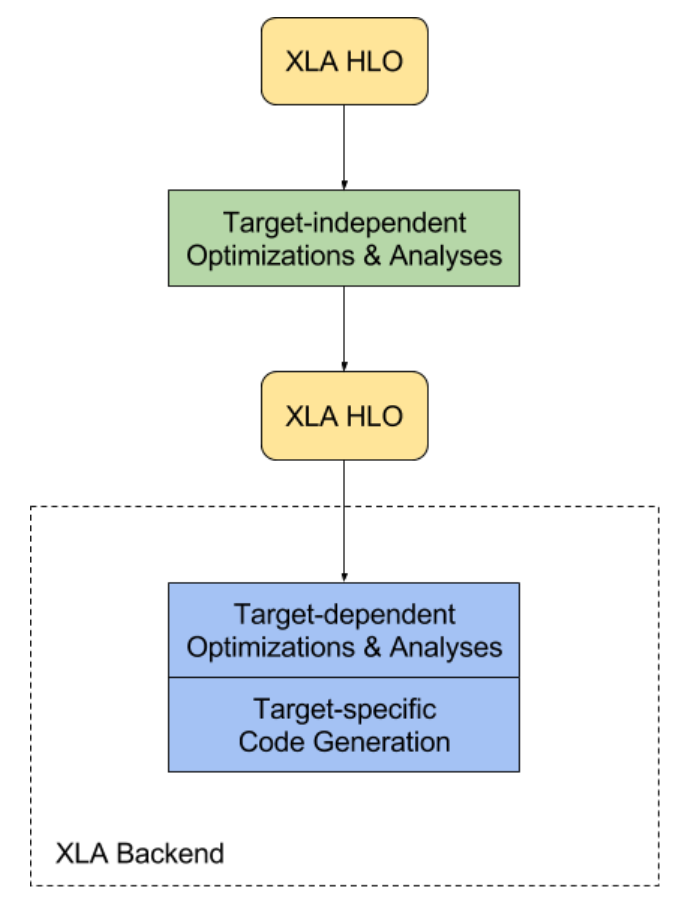 XLA HLO
Target-independent
Optimizations & Analyses
XLA HLO
Target-dependent
Optimizations & Analyses
Target-specific
Code Generation
XLA Backend